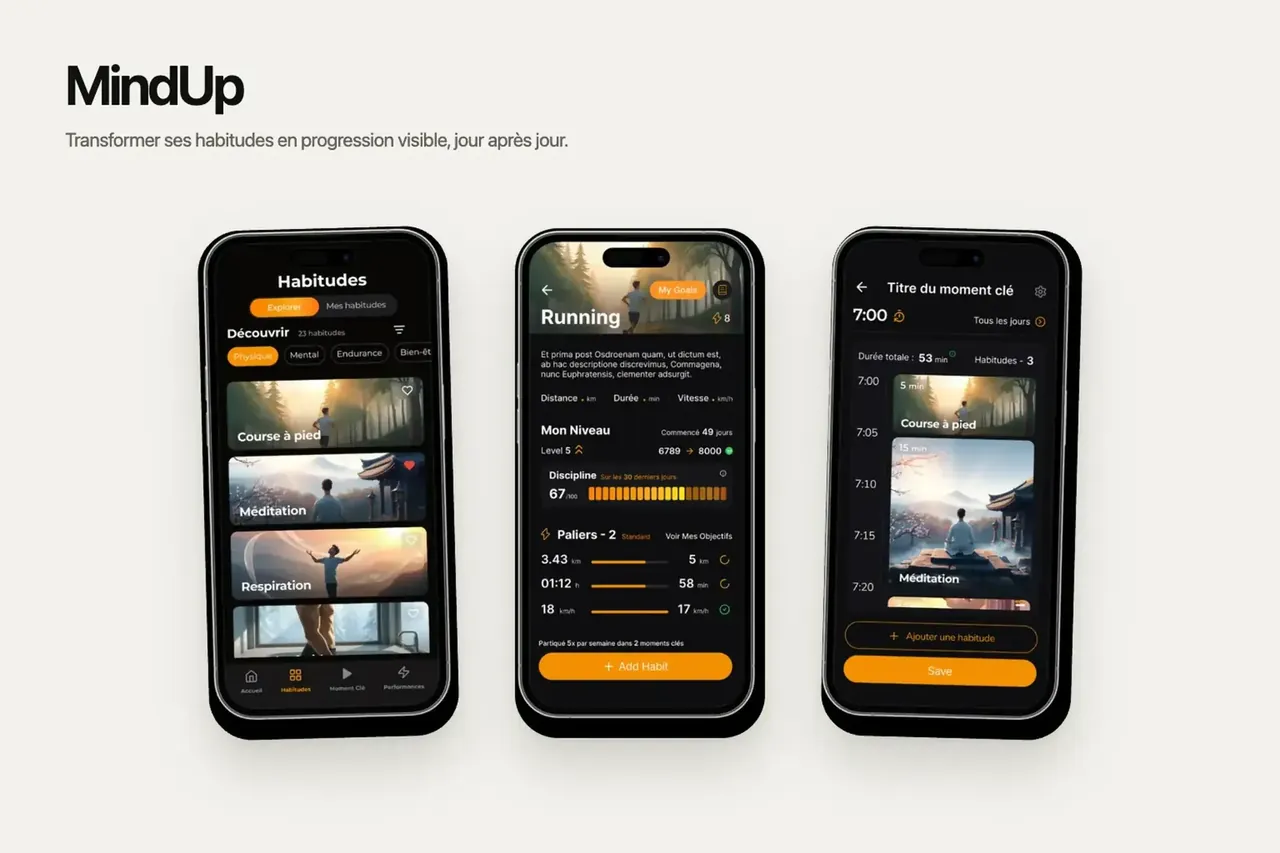 MindUp
Transformer ses habitudes en progression visible, jour après jour.
Habitudes
Explorer Mes habitudes
Découvrir 23 habitudes
Physique Mental Endurance Bien-êt
Course à pied
Méditation
Respiration
Accueil Habitudes Moment Clé Performances
My Goals
Running 8
Et prima post Osdroenam quam, ut dictum est,
ab hac descriptione discrevimus, Commagena,
nunc Euphratensis, clementer adsurgit.
Distance - km Durée - min Vitesse - km/h
Mon Niveau Commencé 49 jours
Level 5 6789 → 8000
Discipline Sur les 30 derniers jours
67/100
Paliers - 2 Standard Voir Mes Objectifs
3.43 km 5 km
01:12 h 58 min
18 km/h 17 km/h
Partiqué 5x par semaine dans 2 moments clés
+ Add Habit
Titre du moment clé
7:00 Tous les jours
Durée totale : 53 min Habitudes - 3
7:00 5 min
Course à pied
7:05
15 min
7:10
7:15
Méditation
7:20
+ Ajouter une habitude
Save